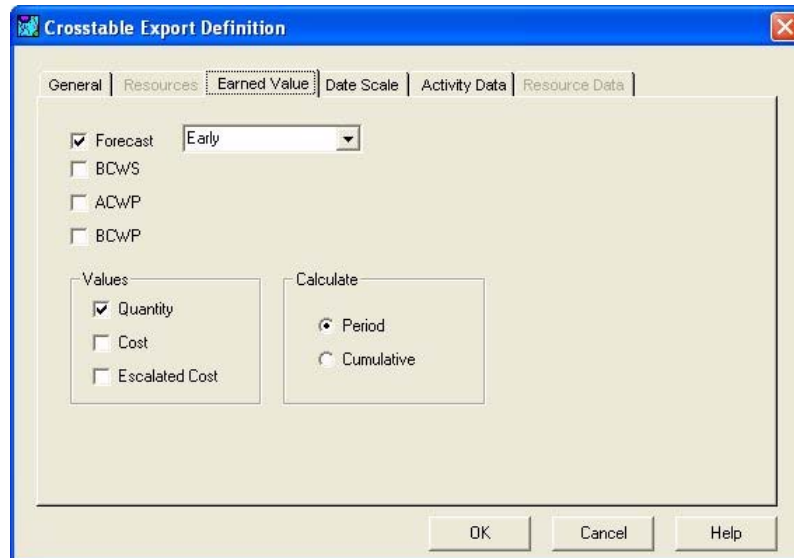 Crosstable Export Definition
General Resources Earned Value Date Scale Activity Data Resource Data
Forecast Early
BCWS
ACWP
BCWP
Values
Quantity
Cost
Escalated Cost
Calculate
Period
Cumulative
OK Cancel Help